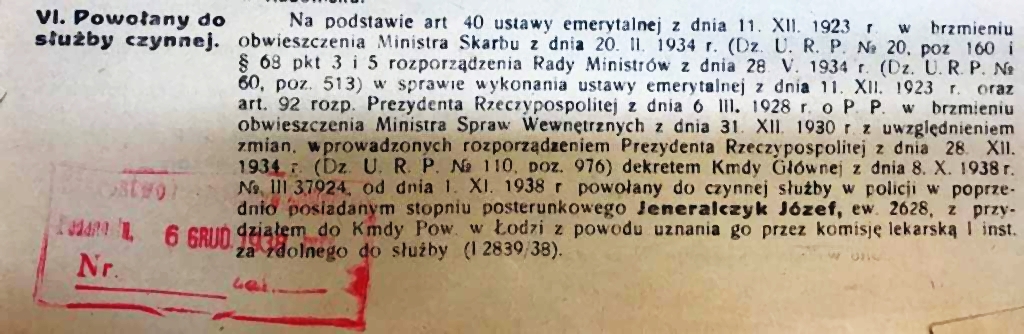 VI. Powołany do
służby czynnej.
Na podstawie art 40 ustawy emerytalnej z dnia 11. XII. 1923 r w brzmieniu
obwieszczenia Ministra Skarbu z dnia 20. II. 1934 r. (Dz. U. R. P. № 20, poz 160 i
§ 68 pkt 3 i 5 rozporządzenia Rady Ministrów z dnia 28 V. 1934 r. (Dz. U. R. P. №
60, poz. 513) w sprawie wykonania ustawy emerytalnej z dnia 11. XII. 1923 r. oraz
art. 92 rozp. Prezydenta Rzeczypospolitej z dnia 6 III. 1928 r. o P. P. w brzmieniu
obwieszczenia Ministra Spraw Wewnętrznych z dnia 31. XII. 1930 r z uwzględnieniem
zmian, wprowadzonych rozporządzeniem Prezydenta Rzeczypospolitej z dnia 28. XII.
1934 r. (Dz. U. R. P. № 110, poz. 976) dekretem Kmdy Głównej z dnia 8. X. 1938 r.
№ III 37924, od dnia 1. XI. 1938 r powołany do czynnej służby w policji w poprze-
dnio posiadanym stopniu posterunkowego Jeneralczyk Józef, ew. 2628, z przy-
działem do Kmdy Pow. w Łodzi z powodu uznania go przez komisję lekarską I inst.
za zdolnego do służby (I 2839/38).
6 GRUD. 1938
Nr.
zał.